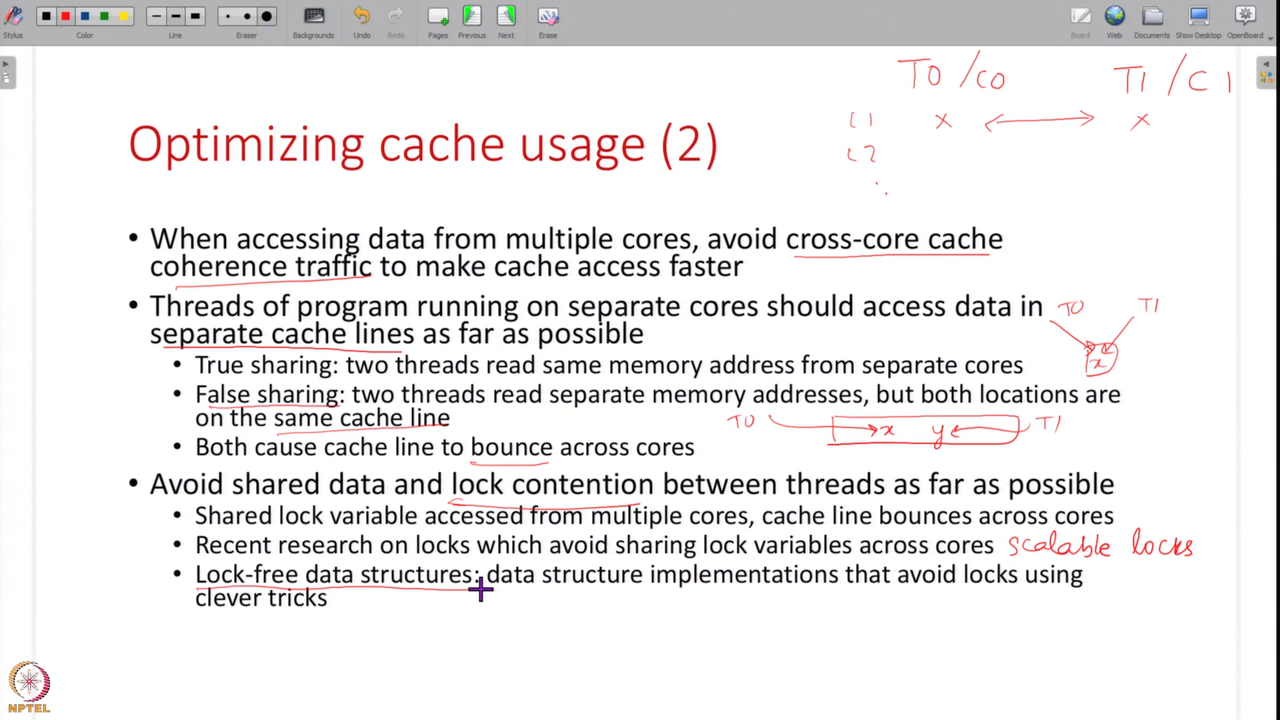 Stylus
Color
Line
Eraser
Backgrounds
Undo
Redo
Pages
Previous
Next
Erase
Board
Web
Documents
Show Desktop
OpenBoard
T0 /C0 T1 / C1
L1 x x
L2
Optimizing cache usage (2)
• When accessing data from multiple cores, avoid cross-core cache
coherence traffic to make cache access faster
• Threads of program running on separate cores should access data in
separate cache lines as far as possible
T0 T1
x
• True sharing: two threads read same memory address from separate cores
• False sharing: two threads read separate memory addresses, but both locations are
on the same cache line
T0 x y T1
• Both cause cache line to bounce across cores
• Avoid shared data and lock contention between threads as far as possible
• Shared lock variable accessed from multiple cores, cache line bounces across cores
• Recent research on locks which avoid sharing lock variables across cores scalable locks
• Lock-free data structures: data structure implementations that avoid locks using
clever tricks
NPTEL